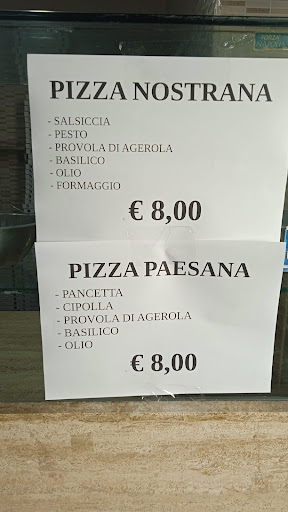 PIZZA NOSTRANA
- SALSICCIA
- PESTO
- PROVOLA DI AGEROLA
- BASILICO
- OLIO
- FORMAGGIO
€ 8,00
PIZZA PAESANA
- PANCETTA
- CIPOLLA
- PROVOLA DI AGEROLA
- BASILICO
- OLIO
€ 8,00